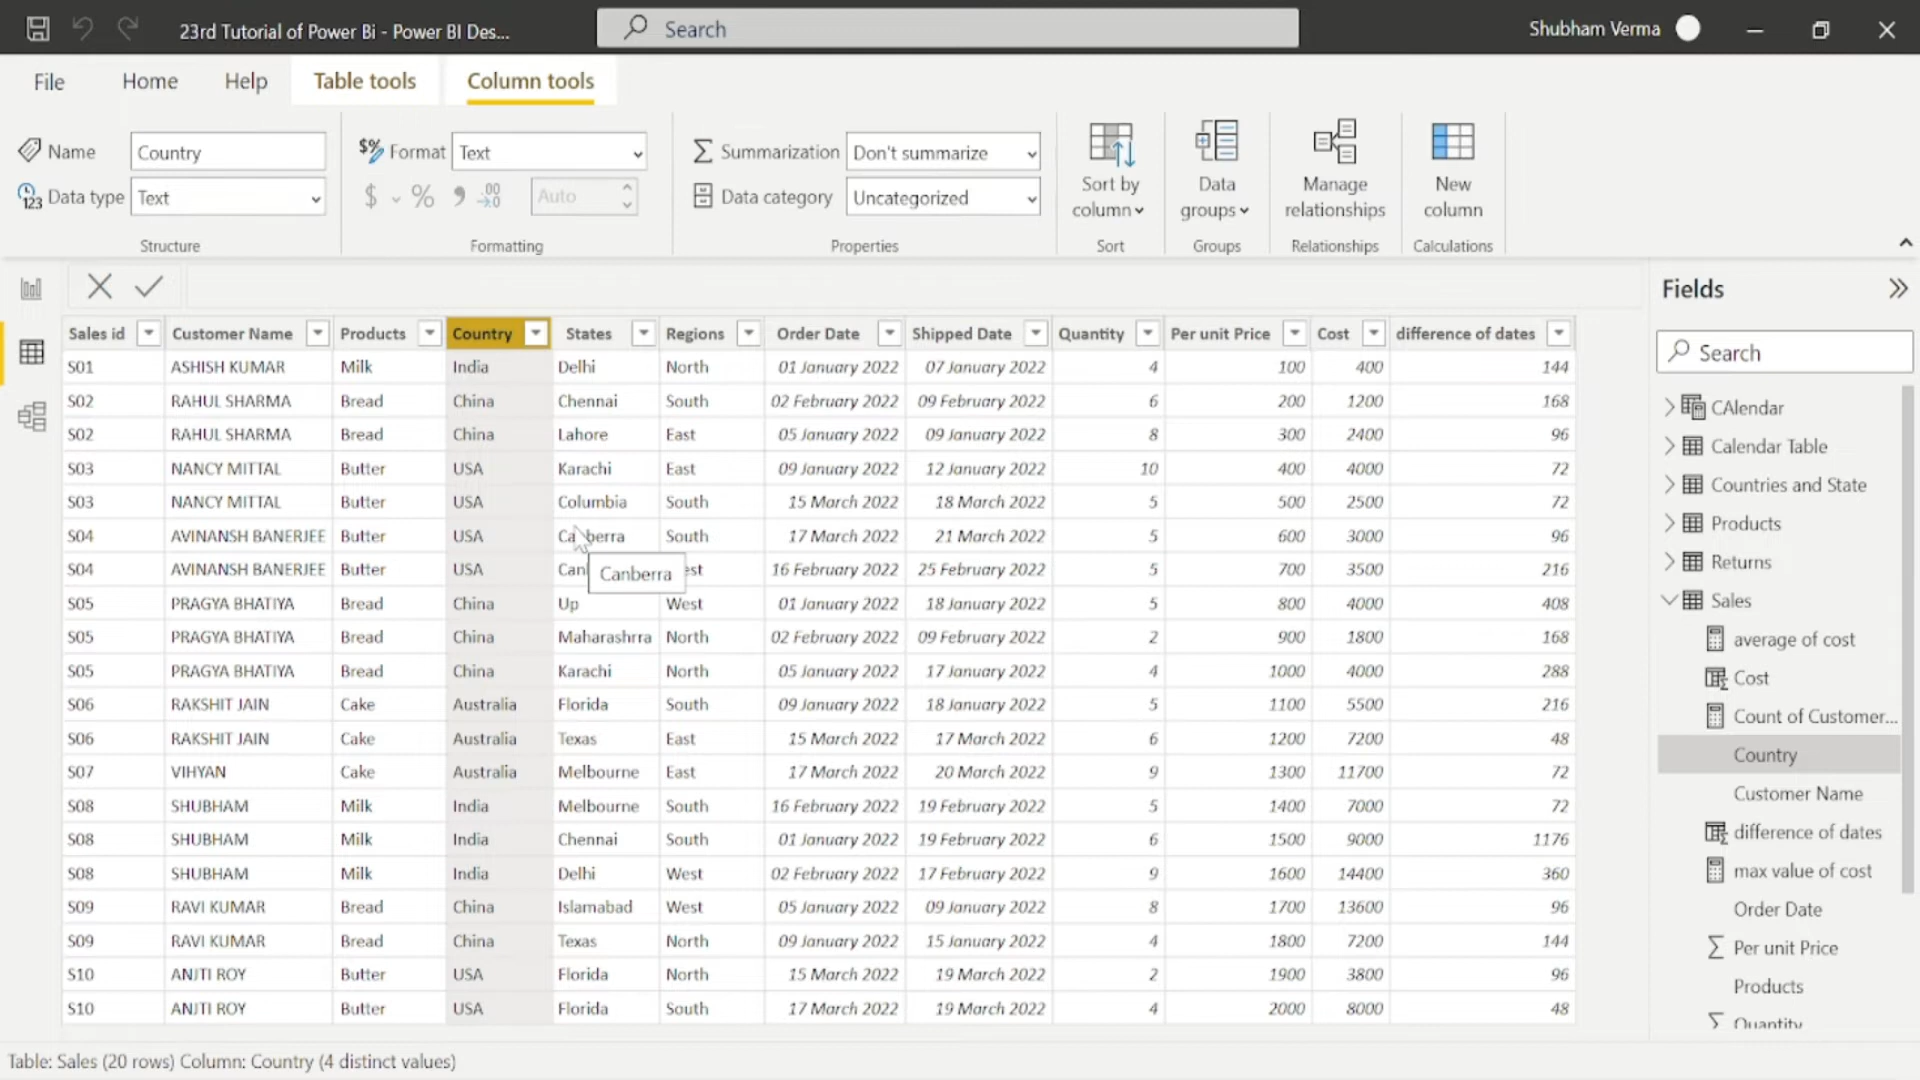 23rd Tutorial of Power Bi - Power BI Des...
Search
Shubham Verma
File Home Help Table tools Column tools
Name Country
Data type Text
Structure
Format Text
$ % 9 .00 Auto
Formatting
Summarization Don't summarize
Data category Uncategorized
Properties
Sort by column
Sort
Data groups
Groups
Manage relationships
Relationships
New column
Calculations
Sales id Customer Name Products Country States Regions Order Date Shipped Date Quantity Per unit Price Cost difference of dates
S01 ASHISH KUMAR Milk India Delhi North 01 January 2022 07 January 2022 4 100 400 144
S02 RAHUL SHARMA Bread China Chennai South 02 February 2022 09 February 2022 6 200 1200 168
S02 RAHUL SHARMA Bread China Lahore East 05 January 2022 09 January 2022 8 300 2400 96
S03 NANCY MITTAL Butter USA Karachi East 09 January 2022 12 January 2022 10 400 4000 72
S03 NANCY MITTAL Butter USA Columbia South 15 March 2022 18 March 2022 5 500 2500 72
S04 AVINANSH BANERJEE Butter USA Canberra South 17 March 2022 21 March 2022 5 600 3000 96
S04 AVINANSH BANERJEE Butter USA 16 February 2022 25 February 2022 5 700 3500 216
Canberra
S05 PRAGYA BHATIYA Bread China Up West 01 January 2022 18 January 2022 5 800 4000 408
S05 PRAGYA BHATIYA Bread China Maharashrra North 02 February 2022 09 February 2022 2 900 1800 168
S05 PRAGYA BHATIYA Bread China Karachi North 05 January 2022 17 January 2022 4 1000 4000 288
S06 RAKSHIT JAIN Cake Australia Florida South 09 January 2022 18 January 2022 5 1100 5500 216
S06 RAKSHIT JAIN Cake Australia Texas East 15 March 2022 17 March 2022 6 1200 7200 48
S07 VIHYAN Cake Australia Melbourne East 17 March 2022 20 March 2022 9 1300 11700 72
S08 SHUBHAM Milk India Melbourne South 16 February 2022 19 February 2022 5 1400 7000 72
S08 SHUBHAM Milk India Chennai South 01 January 2022 19 February 2022 6 1500 9000 1176
S08 SHUBHAM Milk India Delhi West 02 February 2022 17 February 2022 9 1600 14400 360
S09 RAVI KUMAR Bread China Islamabad West 05 January 2022 09 January 2022 8 1700 13600 96
S09 RAVI KUMAR Bread China Texas North 09 January 2022 15 January 2022 4 1800 7200 144
S10 ANJTI ROY Butter USA Florida North 15 March 2022 19 March 2022 2 1900 3800 96
S10 ANJTI ROY Butter USA Florida South 17 March 2022 19 March 2022 4 2000 8000 48
Fields
Search
CAlendar
Calendar Table
Countries and State
Products
Returns
Sales
average of cost
Cost
Count of Customer...
Country
Customer Name
difference of dates
max value of cost
Order Date
Per unit Price
Products
Quantity
Table: Sales (20 rows) Column: Country (4 distinct values)